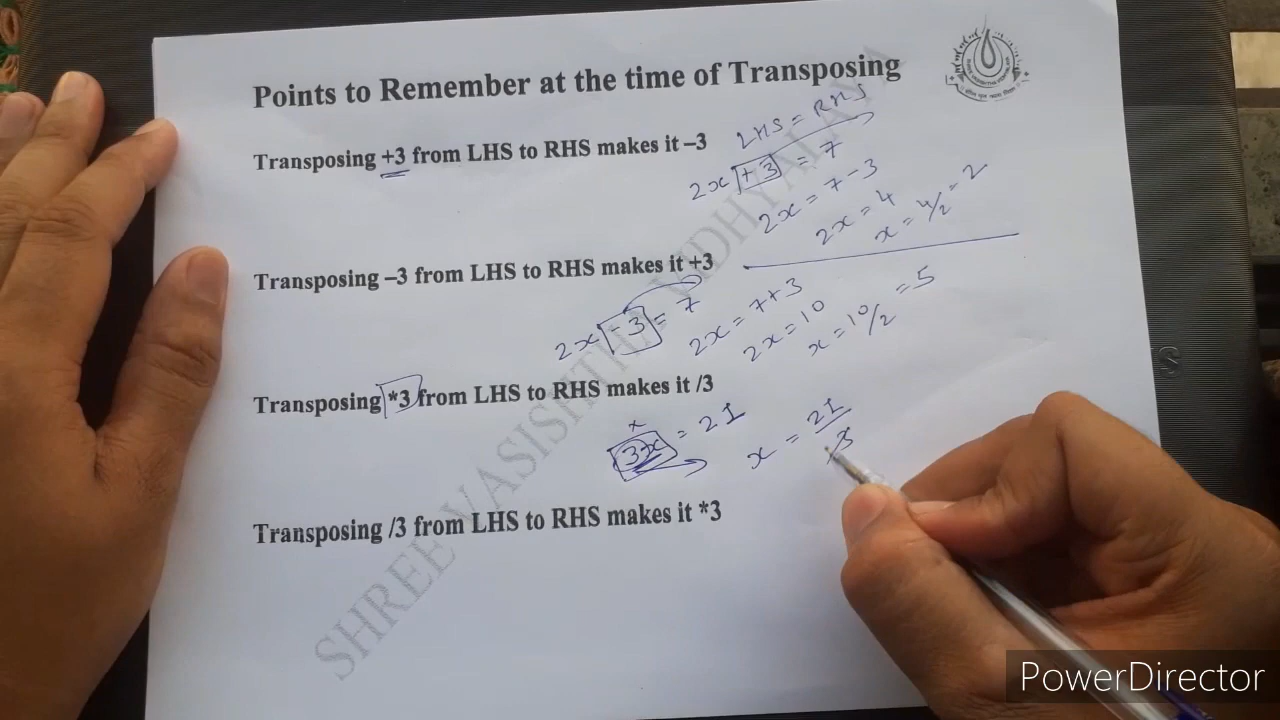 Points to Remember at the time of Transposing
LHS = RHS
Transposing +3 from LHS to RHS makes it –3
2x + 3 = 7
2x = 7 - 3
2x = 4
x = 4/2 = 2
Transposing –3 from LHS to RHS makes it +3
2x - 3 = 7
2x = 7+3
2x = 10
x = 10/2 = 5
Transposing *3 from LHS to RHS makes it /3
x
3x = 21
x = 21/3
Transposing /3 from LHS to RHS makes it *3
SHREE VASISHTHA VIDHYALAYA
PowerDirector